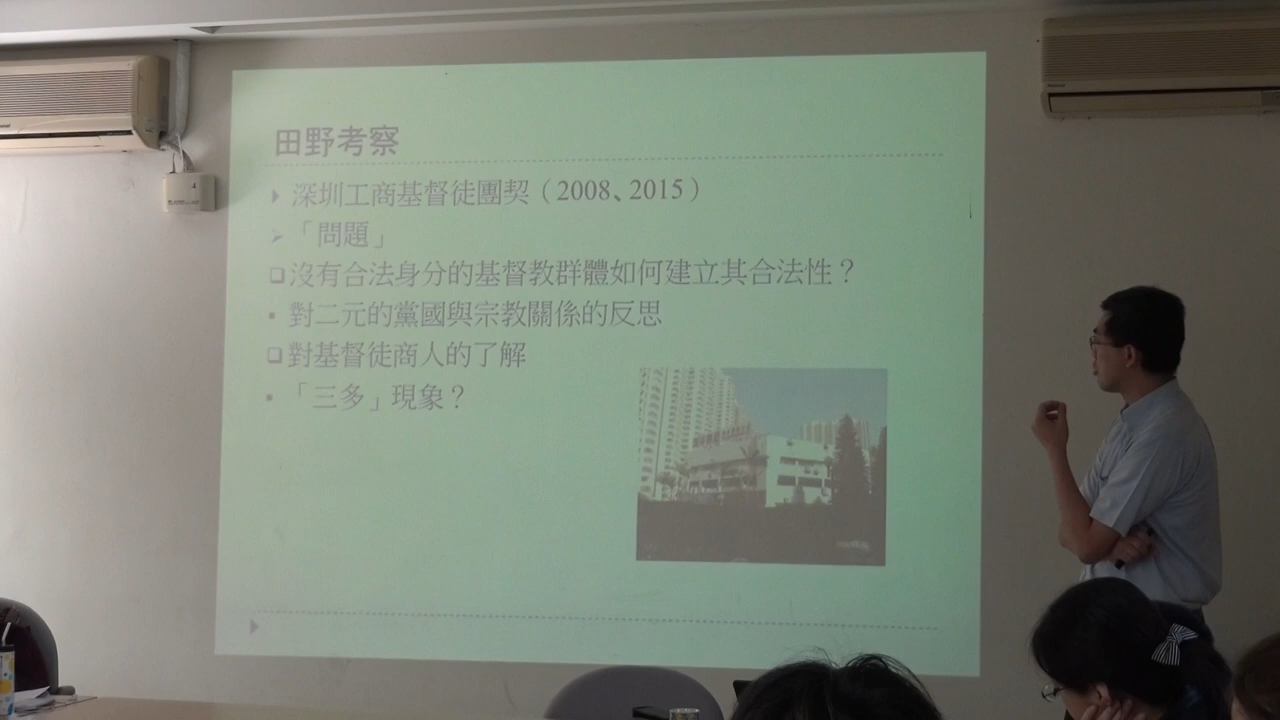 田野考察
深圳工商基督徒團契（2008、2015）
「問題」
沒有合法身分的基督教群體如何建立其合法性？
對二元的黨國與宗教關係的反思
對基督徒商人的了解
「三多」現象？